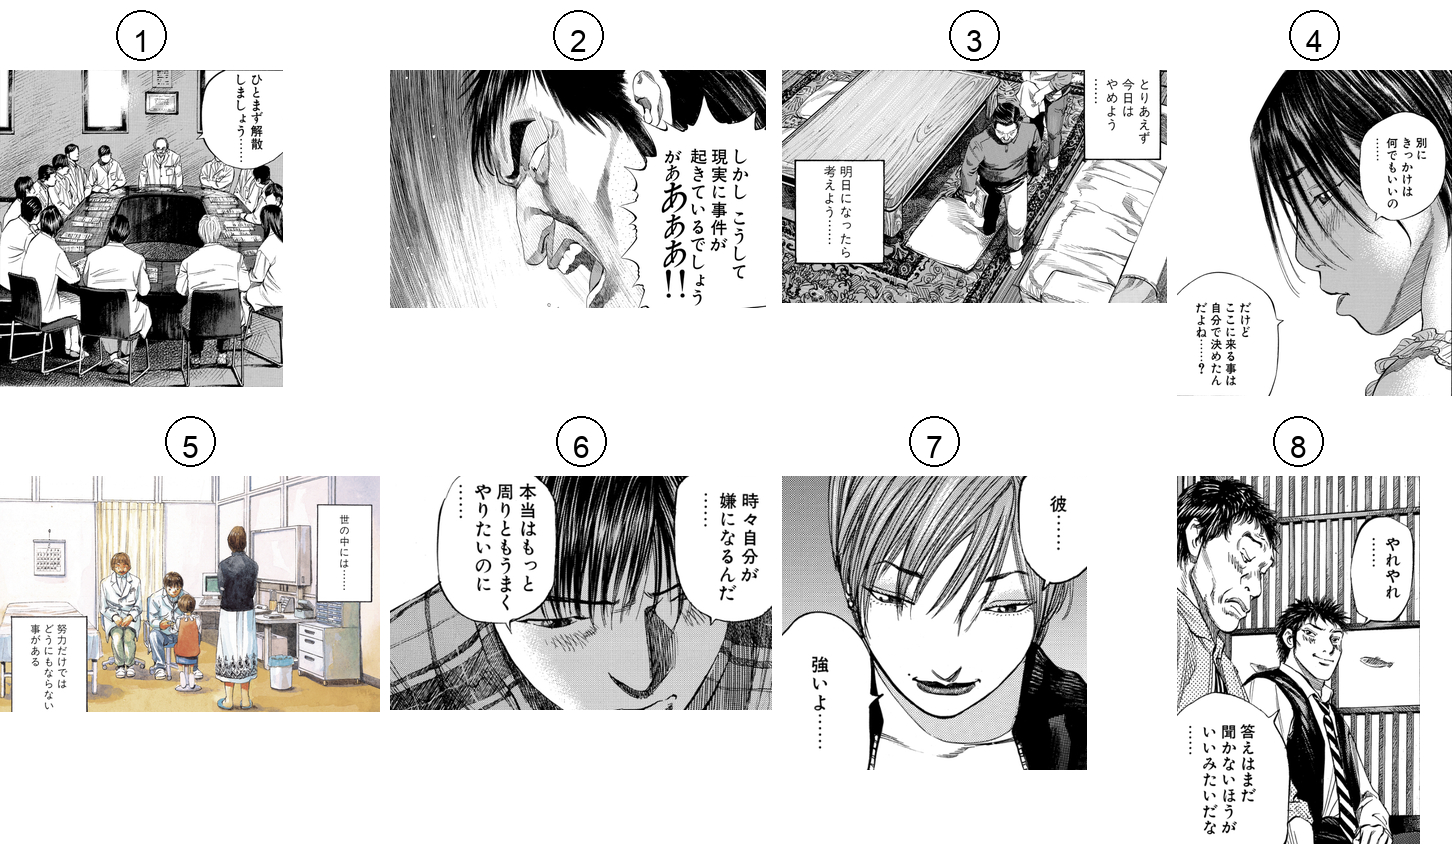 1
ひとまず解散
しましょう……
2
しかし こうして
現実に事件が
起きているでしょう
がぁあぁぁ!!
3
とりあえず
今日は
やめよう
……
明日になったら
考えよう……
4
別に
きっかけは
何でもいいの
……
だけど
ここに来る事は
自分で決めたん
だよね……?
5
世の中には……
努力だけでは
どうにもならない
事がある
6
時々自分が
嫌になるんだ
……
本当はもっと
周りともうまく
やりたいのに
……
7
彼……
強いよ………
8
やれやれ
……
答えはまだ
聞かないほうが
いいみたいだな
……